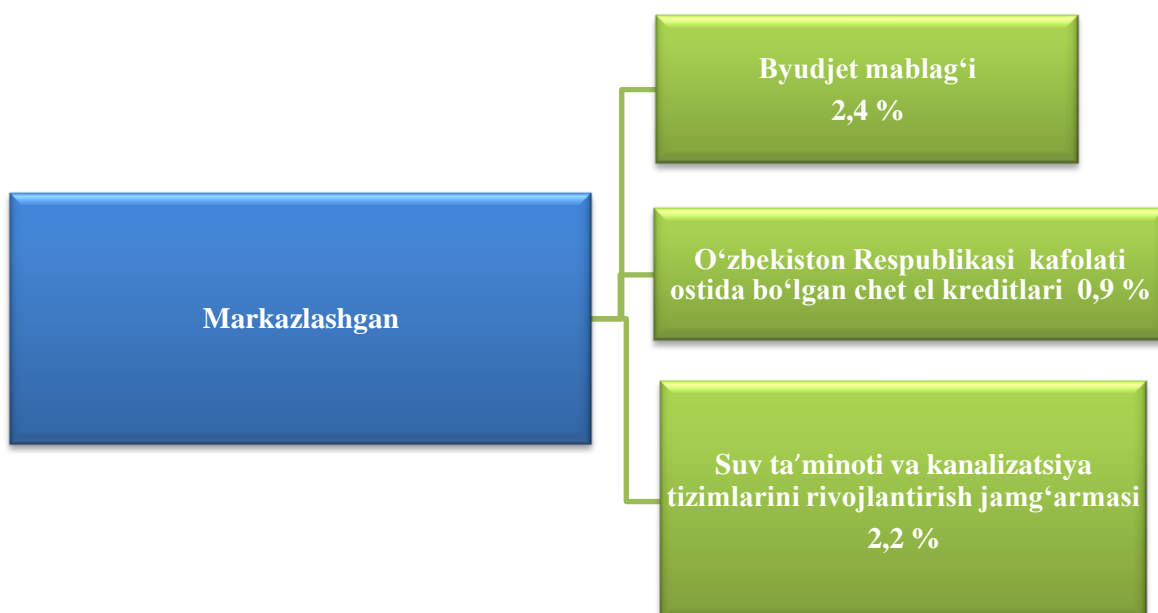 Byudjet mablag‘i
2,4 %
Markazlashgan
O‘zbekiston Respublikasi kafolati
ostida bo‘lgan chet el kreditlari 0,9 %
Suv ta’minoti va kanalizatsiya
tizimlarini rivojlantirish jamg‘armasi
2,2 %